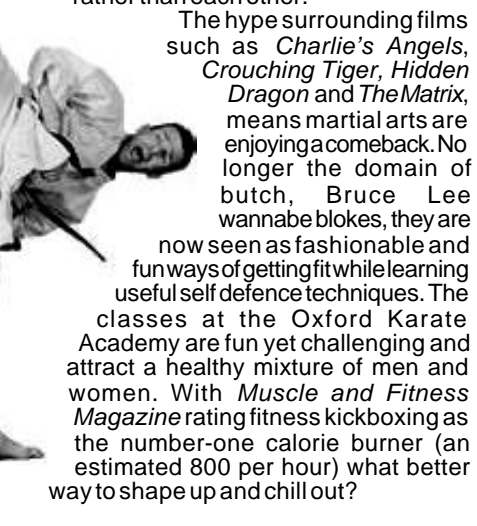 rather than each other.
The hype surrounding films
such as Charlie's Angels,
Crouching Tiger, Hidden
Dragon and The Matrix,
means martial arts are
enjoying a comeback. No
longer the domain of
butch, Bruce Lee
wannabe blokes, they are
now seen as fashionable and
fun ways of getting fit while learning
useful self defence techniques. The
classes at the Oxford Karate
Academy are fun yet challenging and
attract a healthy mixture of men and
women. With Muscle and Fitness
Magazine rating fitness kickboxing as
the number-one calorie burner (an
estimated 800 per hour) what better
way to shape up and chill out?